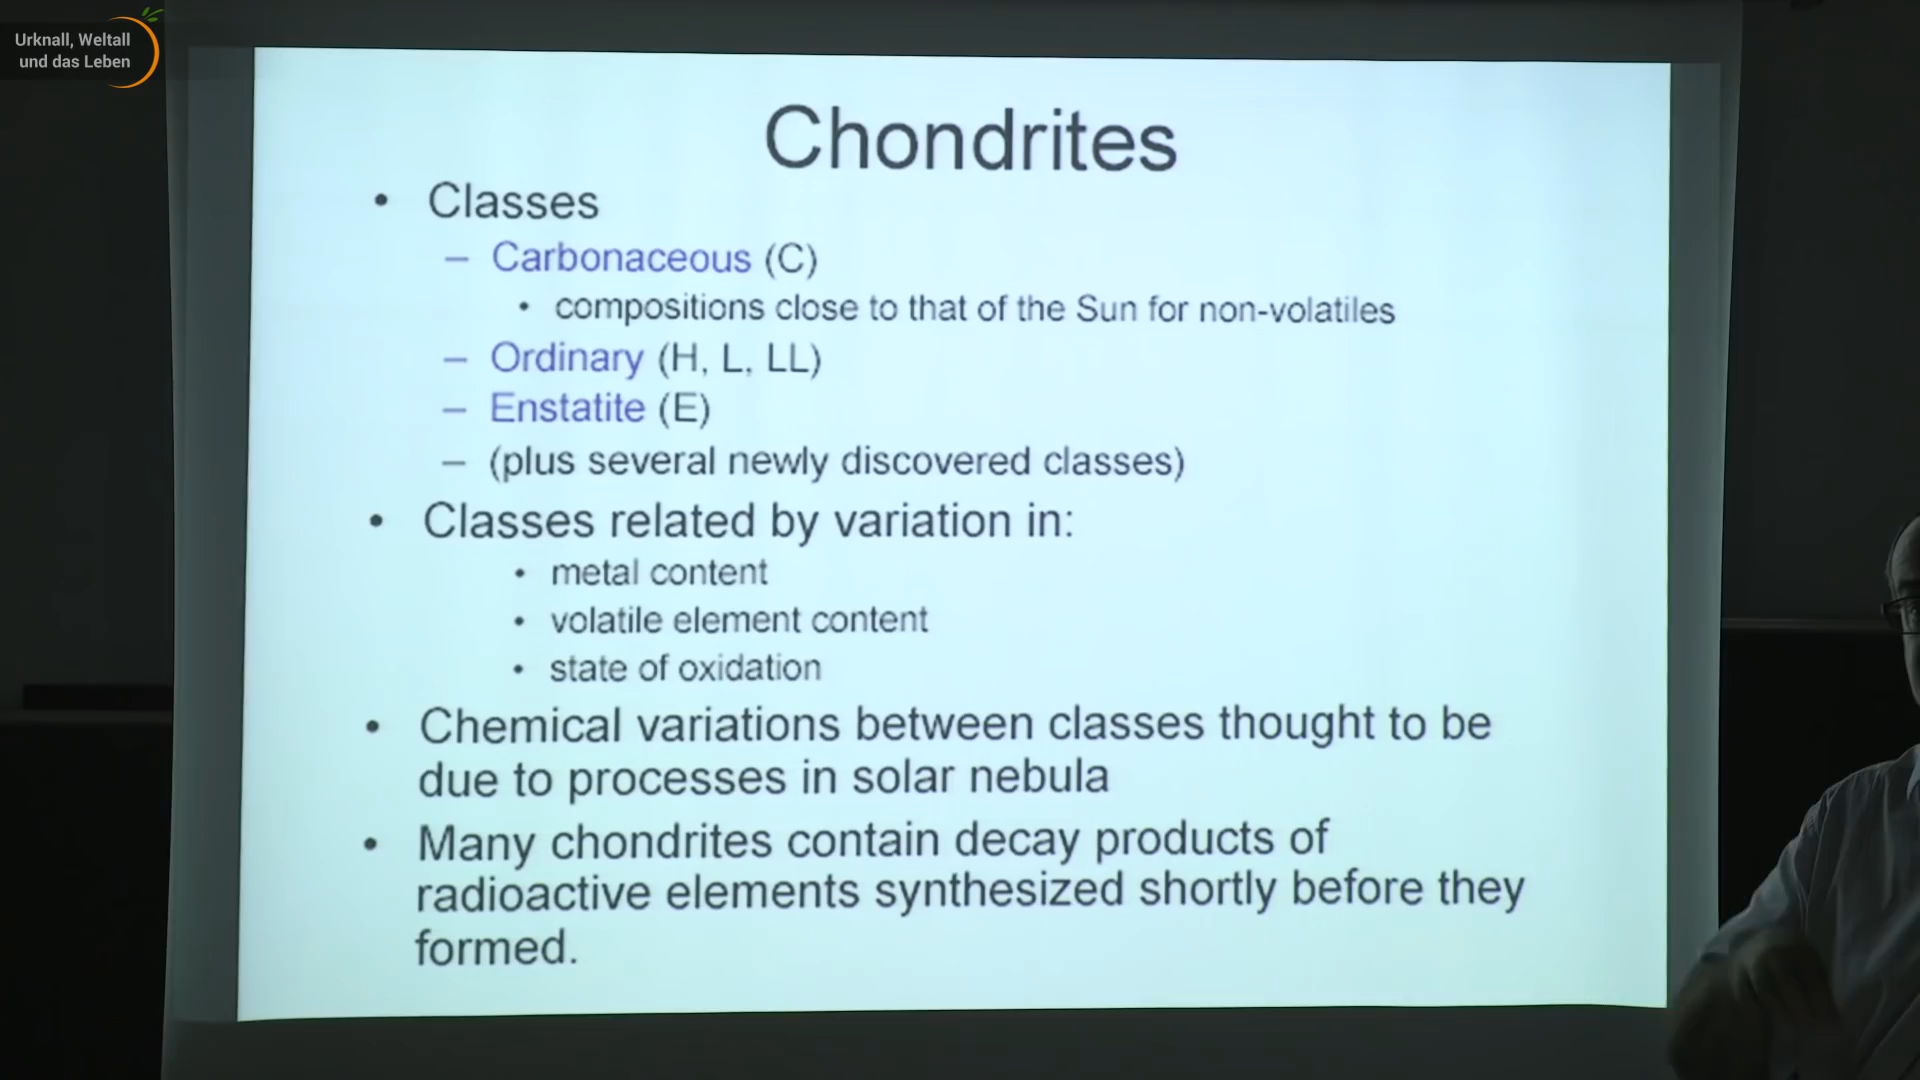 Urknall, Weltall
und das Leben
Chondrites
• Classes
– Carbonaceous (C)
• compositions close to that of the Sun for non-volatiles
– Ordinary (H, L, LL)
– Enstatite (E)
– (plus several newly discovered classes)
• Classes related by variation in:
• metal content
• volatile element content
• state of oxidation
• Chemical variations between classes thought to be
due to processes in solar nebula
• Many chondrites contain decay products of
radioactive elements synthesized shortly before they
formed.